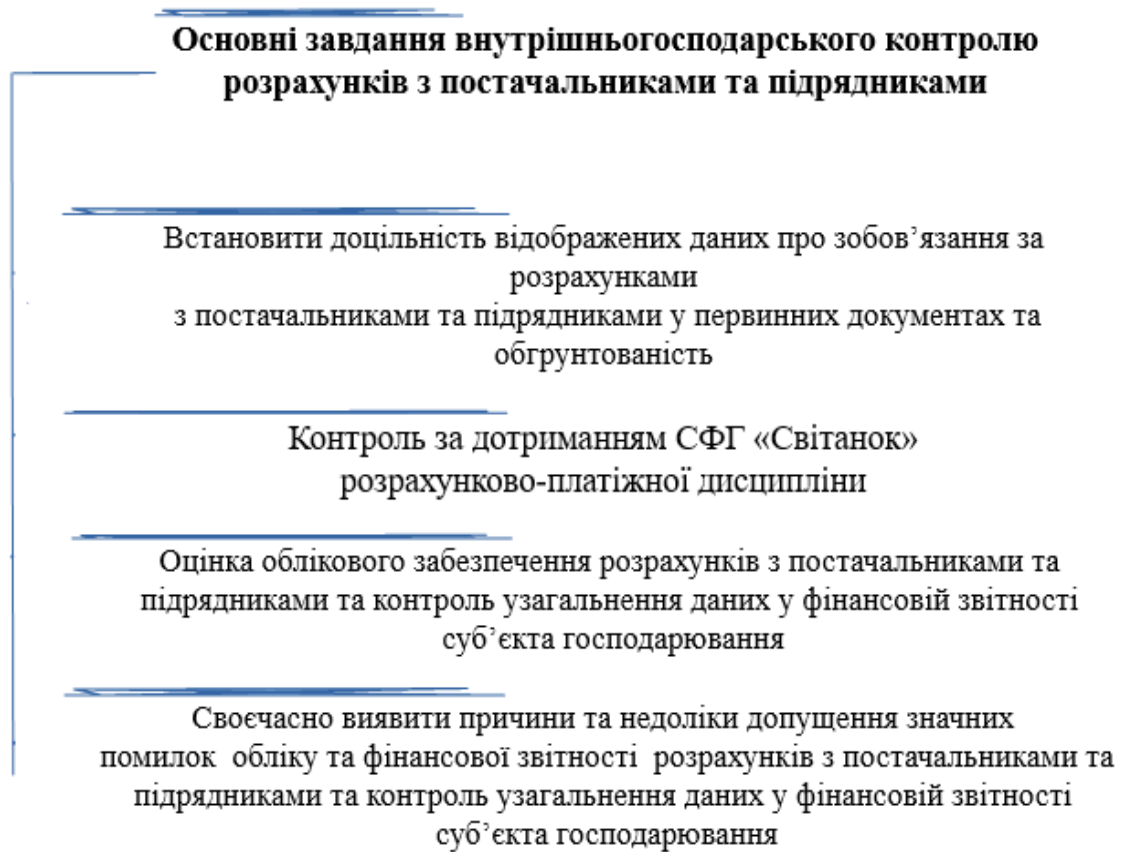 Основні завдання внутрішньогосподарського контролю
розрахунків з постачальниками та підрядниками
Встановити доцільність відображених даних про зобов’язання за
розрахунками
з постачальниками та підрядниками у первинних документах та
обгрунтованість
Контроль за дотриманням СФГ «Світанок»
розрахунково-платіжної дисципліни
Оцінка облікового забезпечення розрахунків з постачальниками та
підрядниками та контроль узагальнення даних у фінансовій звітності
суб’єкта господарювання
Своєчасно виявити причини та недоліки допущення значних
помилок обліку та фінансової звітності розрахунків з постачальниками та
підрядниками та контроль узагальнення даних у фінансовій звітності
суб’єкта господарювання